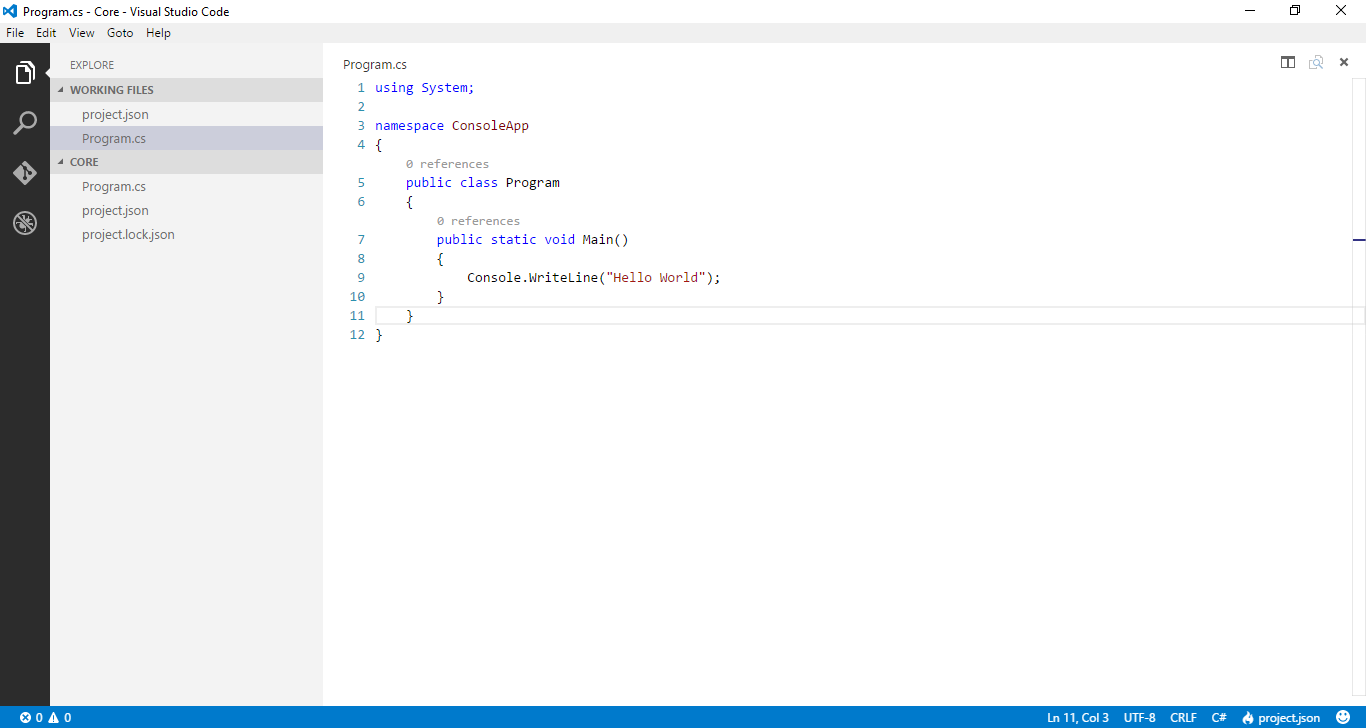 Program.cs - Core - Visual Studio Code
File Edit View Goto Help
EXPLORE
WORKING FILES
project.json
Program.cs
CORE
Program.cs
project.json
project.lock.json
Program.cs
1 using System;
2
3 namespace ConsoleApp
4 {
0 references
5 public class Program
6 {
0 references
7 public static void Main()
8 {
9 Console.WriteLine("Hello World");
10 }
11 }
12 }
0 0 Ln 11, Col 3 UTF-8 CRLF C# project.json